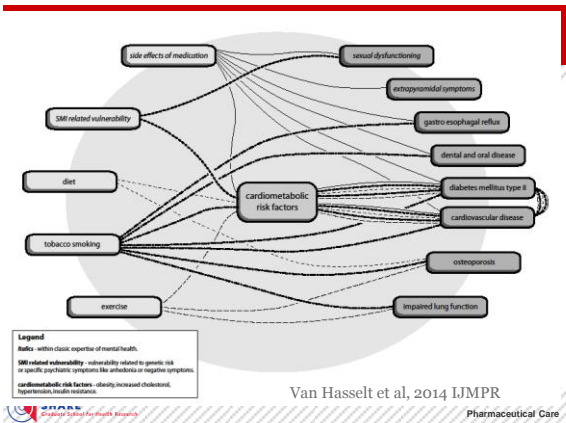 side effects of medication
sexual dysfunctioning
extrapyramidal symptoms
SMI related vulnerability
gastro esophagal reflux
dental and oral disease
diet
cardiometabolic
risk factors
diabetes mellitus type II
cardiovascular disease
tobacco smoking
osteoporosis
exercise
impaired lung function
Legend
Italics - within classic expertise of mental health.
SMI related vulnerability - vulnerability related to genetic risk
or specific psychiatric symptoms like anhedonia or negative symptoms.
cardiometabolic risk factors - obesity, increased cholesterol,
hypertension, insulin resistance.
Van Hasselt et al, 2014 IJMPR
SHARE
Graduate School for Health Research
Pharmaceutical Care